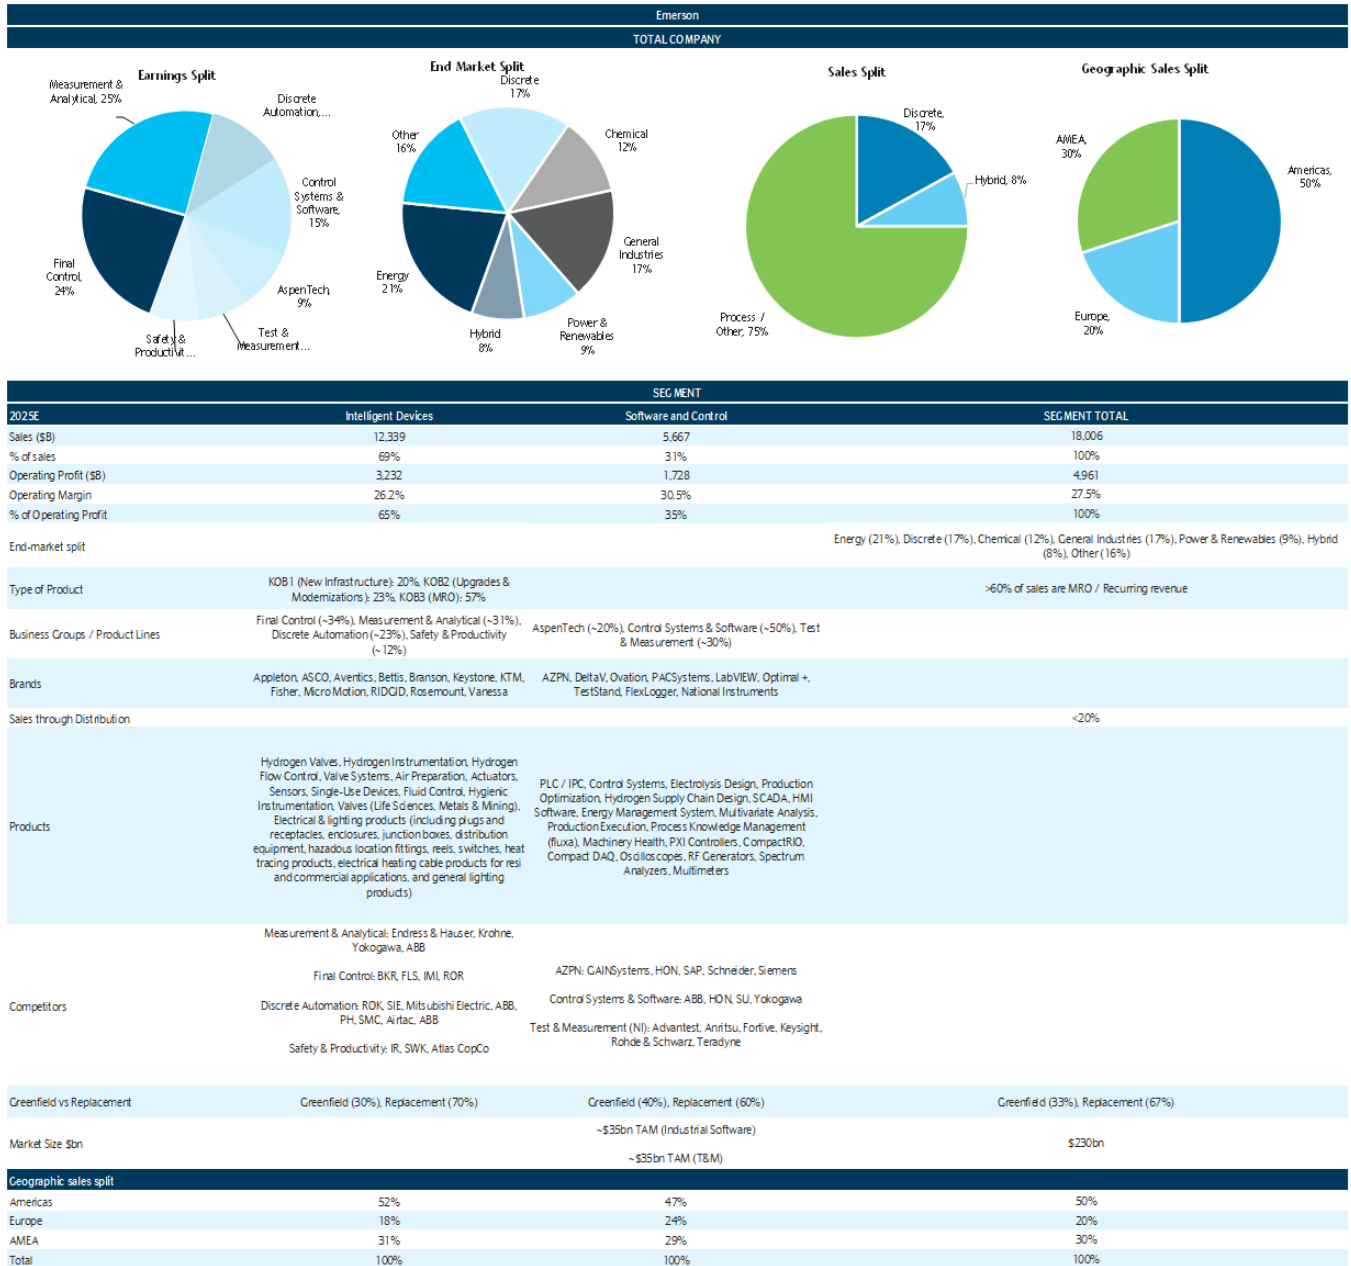 Emerson
TOTAL COMPANY
Earnings Split
Measurement &
Analytical, 25%
Discrete
Automation,...
Control
Systems &
Software,
15%
AspenTech,
9%
Test &
Measurement...
Safety &
Productivit...
Final
Control,
24%
End Market Split
Discrete
17%
Chemical
12%
General
Industries
17%
Power &
Renewables
9%
Hybrid
8%
Energy
21%
Other
16%
Sales Split
Discrete,
17%
Hybrid, 8%
Process /
Other, 75%
Geographic Sales Split
AMEA,
30%
Americas,
50%
Europe,
20%
SEGMENT
2025E Intelligent Devices Software and Control SEGMENT TOTAL
Sales ($B) 12,339 5,667 18,006
% of sales 69% 31% 100%
Operating Profit ($B) 3,232 1,728 4,961
Operating Margin 26.2% 30.5% 27.5%
% of Operating Profit 65% 35% 100%
End-market split
Energy (21%), Discrete (17%), Chemical (12%), General Industries (17%), Power & Renewables (9%), Hybrid
(8%), Other (16%)
Type of Product
KOB1 (New Infrastructure): 20%, KOB2 (Upgrades &
Modernizations): 23%, KOB3 (MRO): 57%
>60% of sales are MRO / Recurring revenue
Business Groups / Product Lines
Final Control (~34%), Measurement & Analytical (~31%),
Discrete Automation (~23%), Safety & Productivity
(~12%)
AspenTech (~20%), Control Systems & Software (~50%), Test
& Measurement (~30%)
Brands
Appleton, ASCO, Aventics, Bettis, Branson, Keystone, KTM,
Fisher, Micro Motion, RIDGID, Rosemount, Vanessa
AZPN, DeltaV, Ovation, PACSystems, LabVIEW, Optimal +,
TestStand, FlexLogger, National Instruments
Sales through Distribution <20%
Products
Hydrogen Valves, Hydrogen Instrumentation, Hydrogen
Flow Control, Valve Systems, Air Preparation, Actuators,
Sensors, Single-Use Devices, Fluid Control, Hygienic
Instrumentation, Valves (Life Sciences, Metals & Mining),
Electrical & lighting products (including plugs and
receptacles, enclosures, junction boxes, distribution
equipment, hazadous location fittings, reels, switches, heat
tracing products, electrical heating cable products for resi
and commercial applications, and general lighting
products)
PLC / IPC, Control Systems, Electrolysis Design, Production
Optimization, Hydrogen Supply Chain Design, SCADA, HMI
Software, Energy Management System, Multivariate Analysis,
Production Execution, Process Knowledge Management
(fluxa), Machinery Health, PXI Controllers, CompactRIO,
Compact DAQ, Oscilloscopes, RF Generators, Spectrum
Analyzers, Multimeters
Competitors
Measurement & Analytical: Endress & Hauser, Krohne,
Yokogawa, ABB
Final Control: BKR, FLS, IMI, ROR
Discrete Automation: ROK, SIE, Mitsubishi Electric, ABB,
PH, SMC, Airtac, ABB
Safety & Productivity: IR, SWK, Atlas CopCo
AZPN: GAINSystems, HON, SAP, Schneider, Siemens
Control Systems & Software: ABB, HON, SU, Yokogawa
Test & Measurement (NI): Advantest, Anritsu, Fortive, Keysight,
Rohde & Schwarz, Teradyne
Greenfield vs Replacement Greenfield (30%), Replacement (70%) Greenfield (40%), Replacement (60%) Greenfield (33%), Replacement (67%)
Market Size $bn
~$35bn TAM (Industrial Software)
~$35bn TAM (T&M)
$230bn
Geographic sales split
Americas 52% 47% 50%
Europe 18% 24% 20%
AMEA 31% 29% 30%
Total 100% 100% 100%